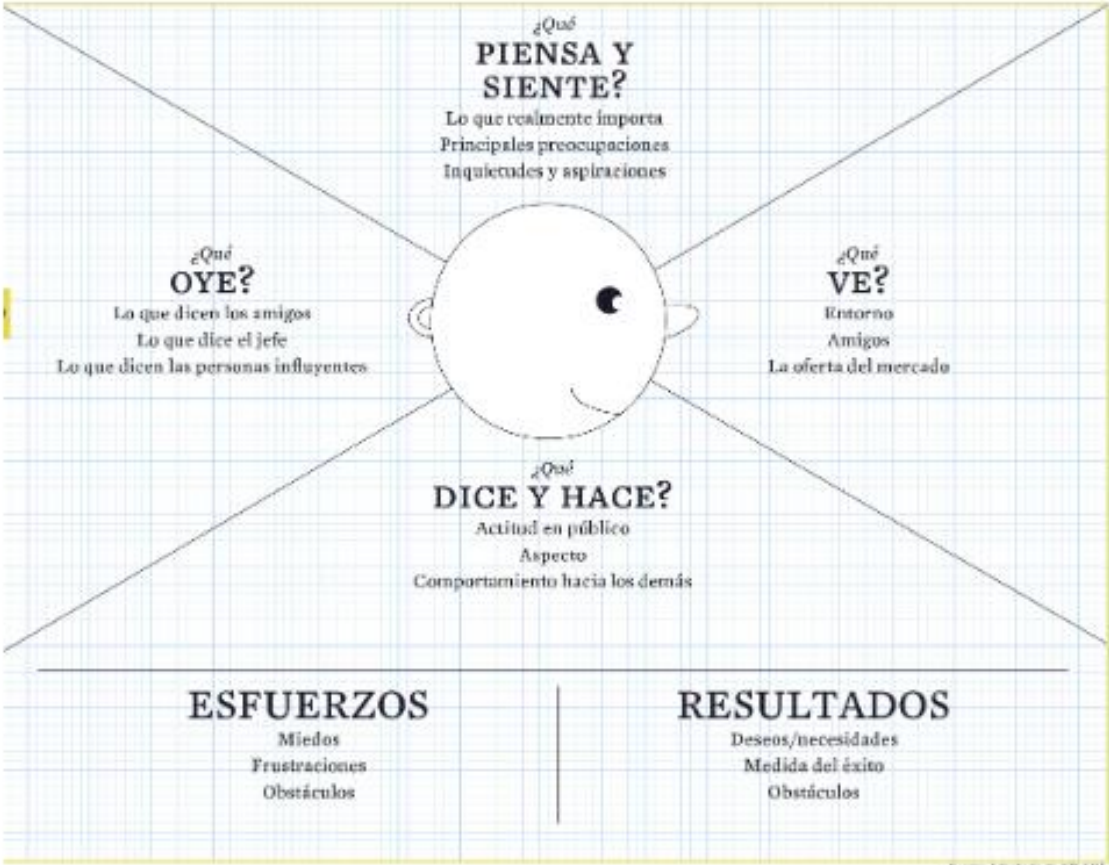 ¿Qué
PIENSA Y
SIENTE?
Lo que realmente importa
Principales preocupaciones
Inquietudes y aspiraciones
¿Qué
OYE?
Lo que dicen los amigos
Lo que dice el jefe
Lo que dicen las personas influyentes
¿Qué
VE?
Entorno
Amigos
La oferta del mercado
¿Qué
DICE Y HACE?
Actitud en público
Aspecto
Comportamiento hacia los demás
ESFUERZOS
Miedos
Frustraciones
Obstáculos
RESULTADOS
Deseos/necesidades
Medida del éxito
Obstáculos